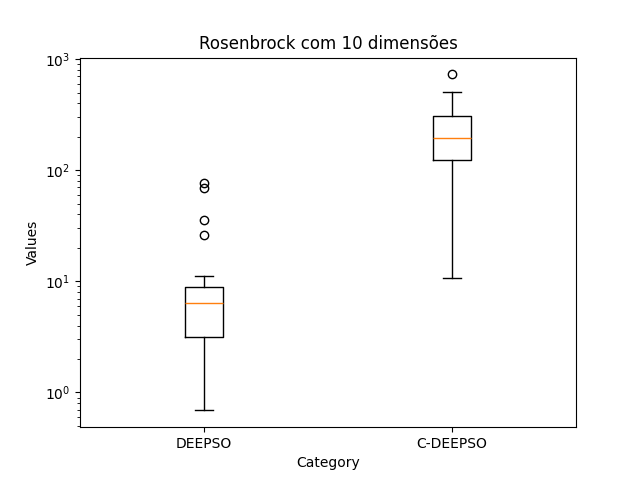 Rosenbrock com 10 dimensões
10³
10²
10¹
10⁰
Values
DEEPSO
C-DEEPSO
Category